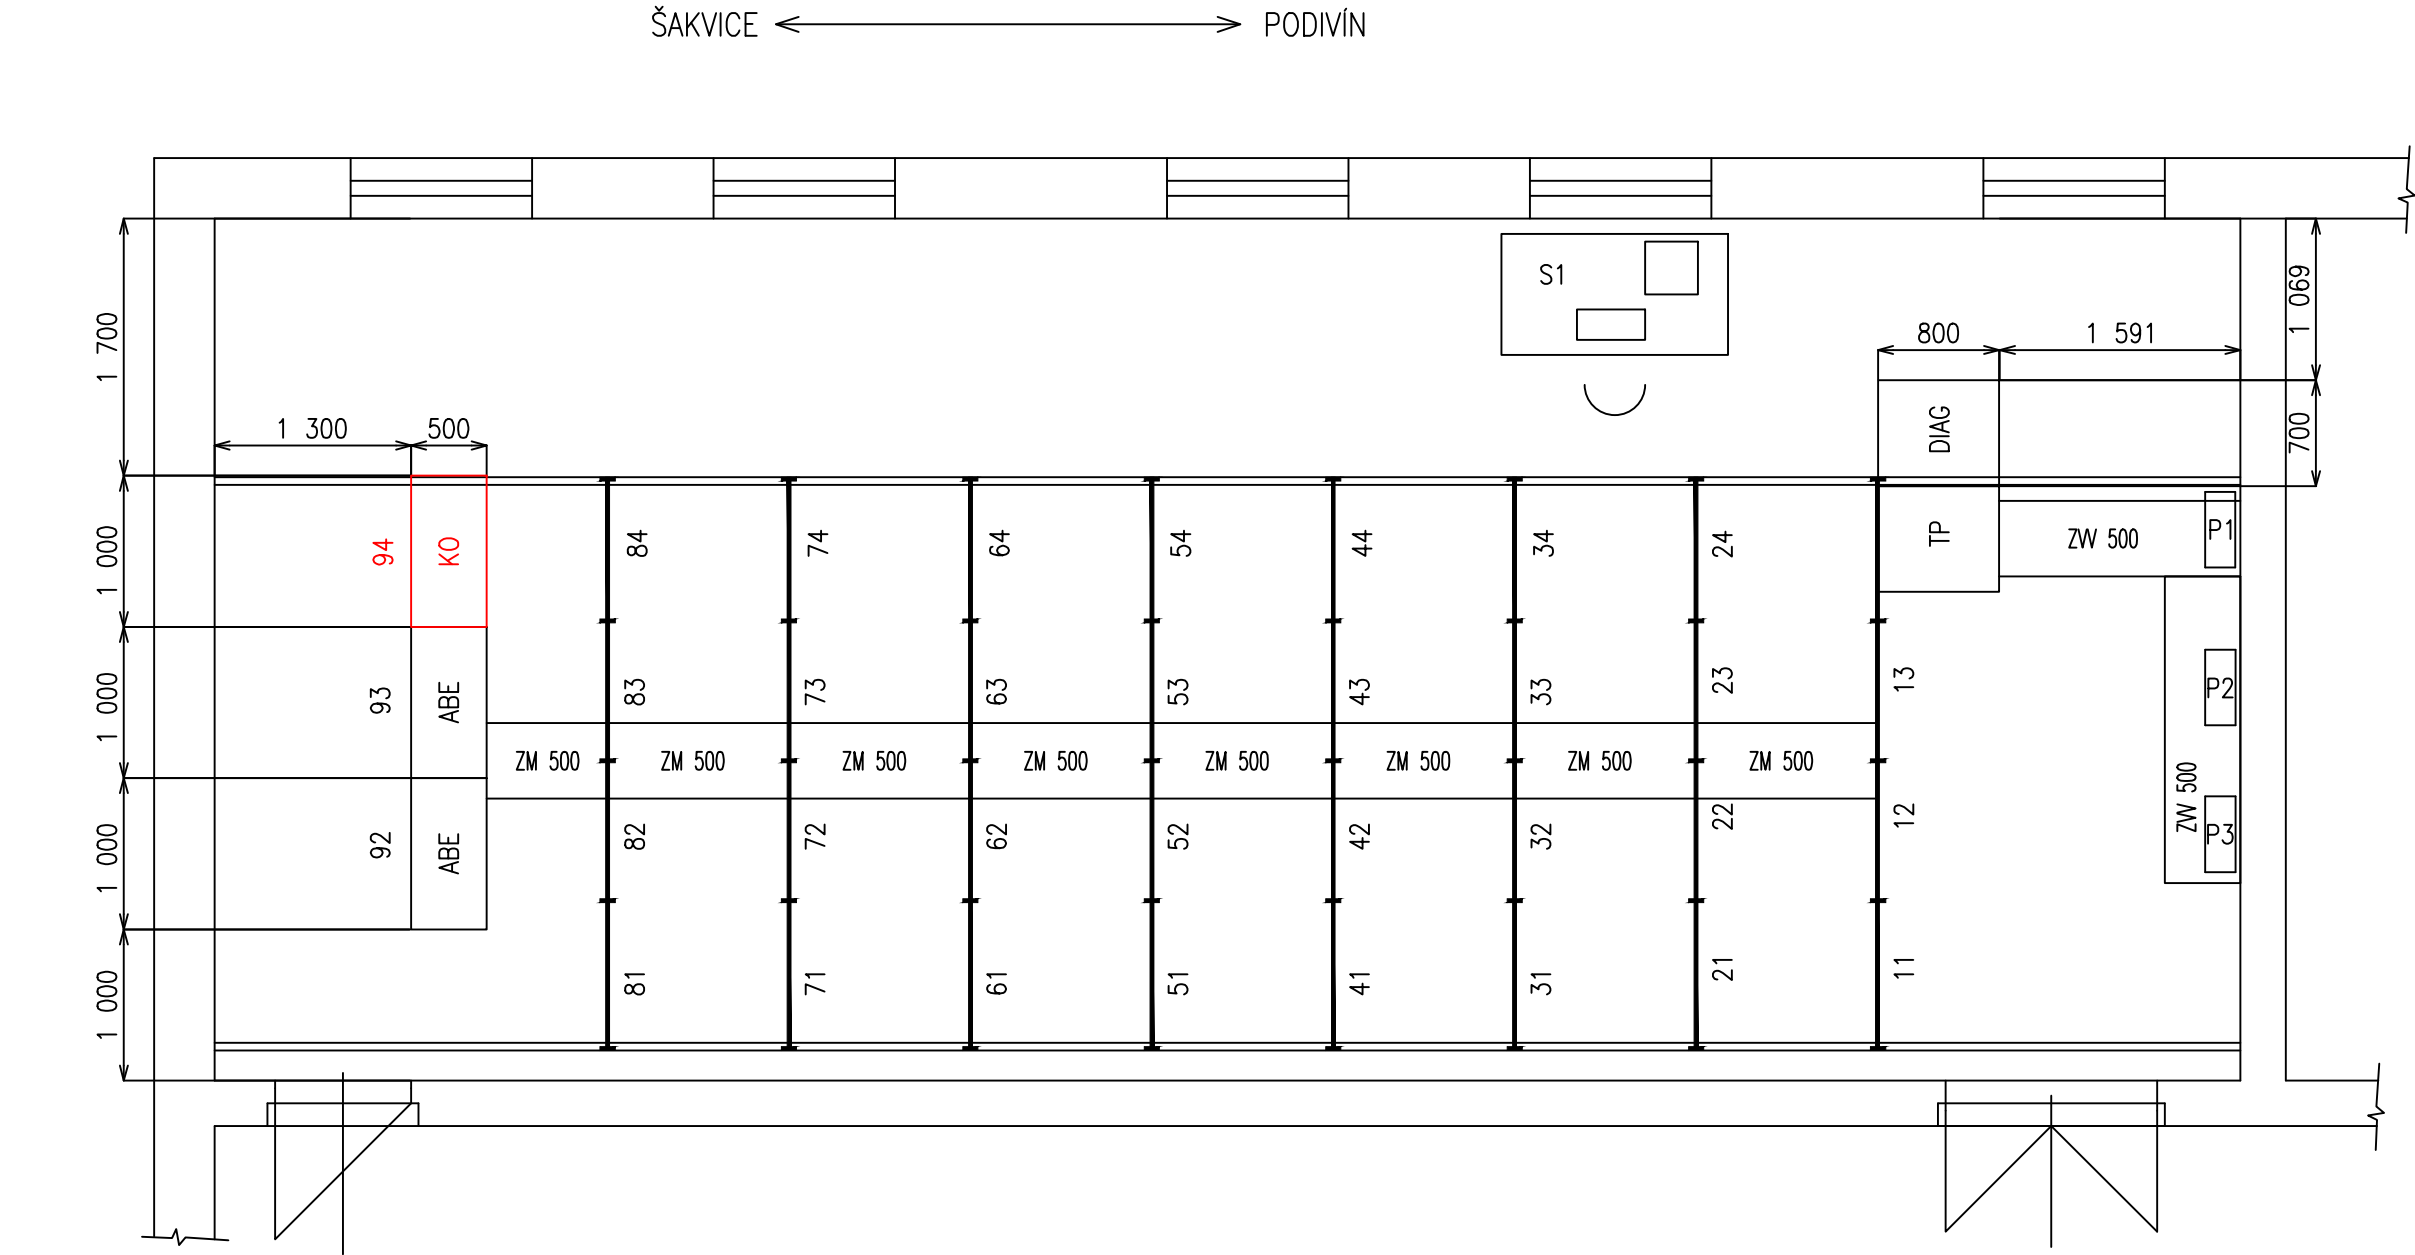 ŠAKVICE PODIVÍN
S1
1 069
800 1 591
1 700
1 300 500
DIAG
700
1 000
94 KO 84 74 64 54 44 34 24 TP ZW 500 P1
1 000
93 ABE 83 73 63 53 43 33 23 13 P2
ZM 500 ZM 500 ZM 500 ZM 500 ZM 500 ZM 500 ZM 500 ZM 500
ZW 500
1 000
92 ABE 82 72 62 52 42 32 22 12 P3
1 000
81 71 61 51 41 31 21 11